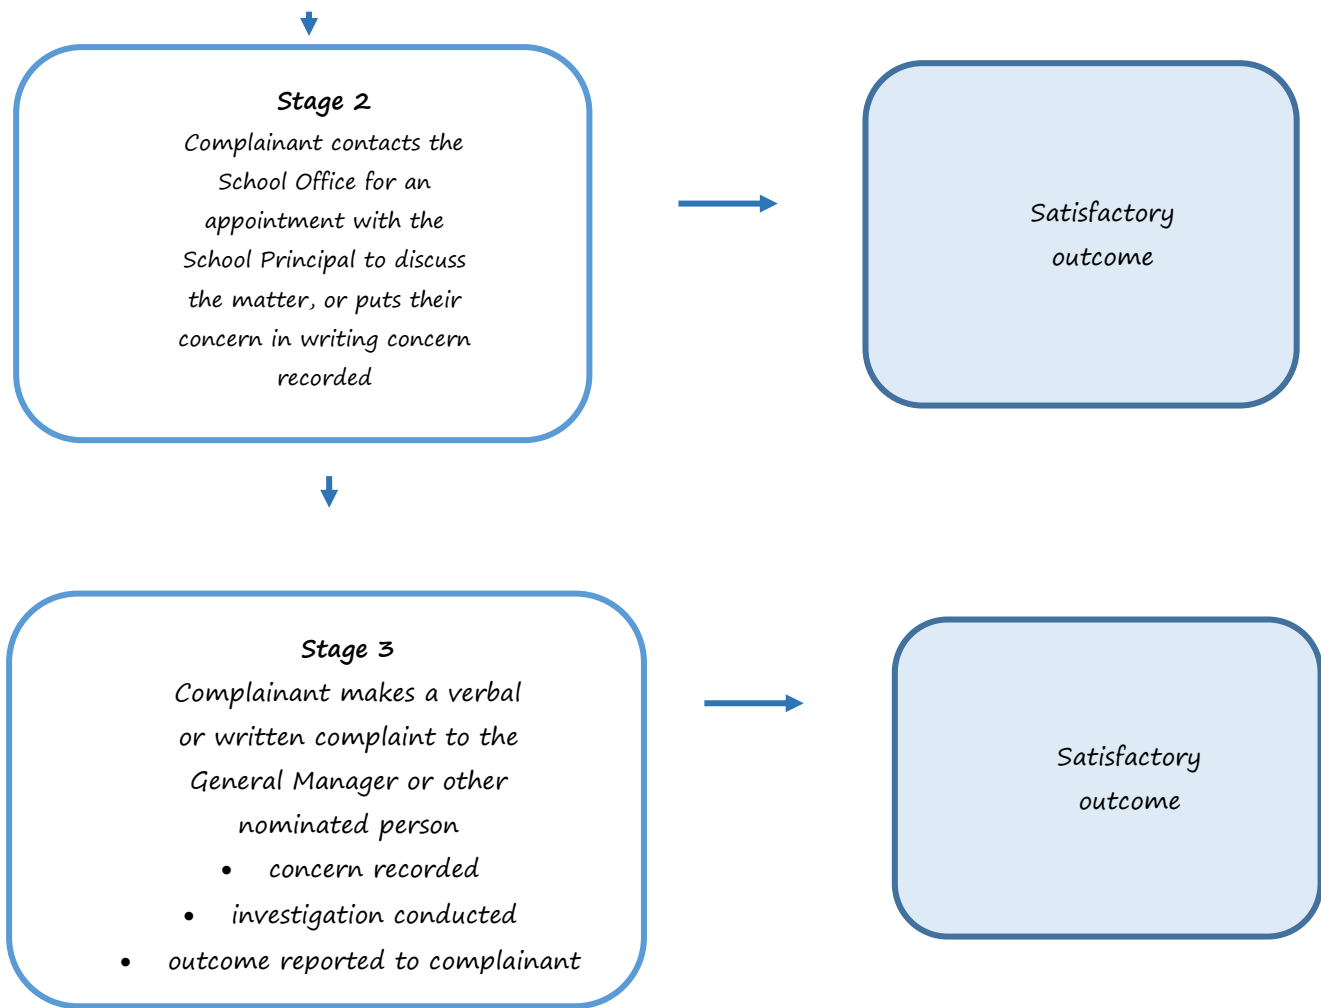 Stage 2
Complainant contacts the
School Office for an
appointment with the
School Principal to discuss
the matter, or puts their
concern in writing concern
recorded
Satisfactory
outcome
Stage 3
Complainant makes a verbal
or written complaint to the
General Manager or other
nominated person
• concern recorded
• investigation conducted
• outcome reported to complainant
Satisfactory
outcome